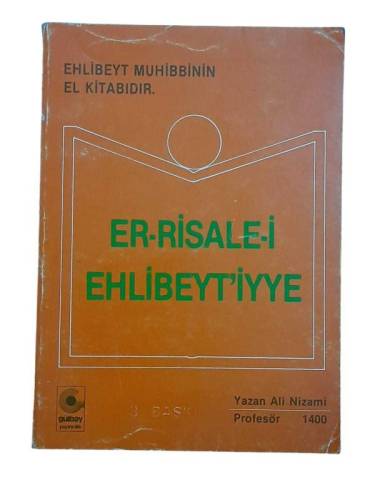 EHLİBEYT MUHİBBİNİN
EL KİTABIDIR.
ER-RİSALE-İ
EHLİBEYT'İYYE
3. BASKI
Yazan Ali Nizami
Profesör 1400
gülbey